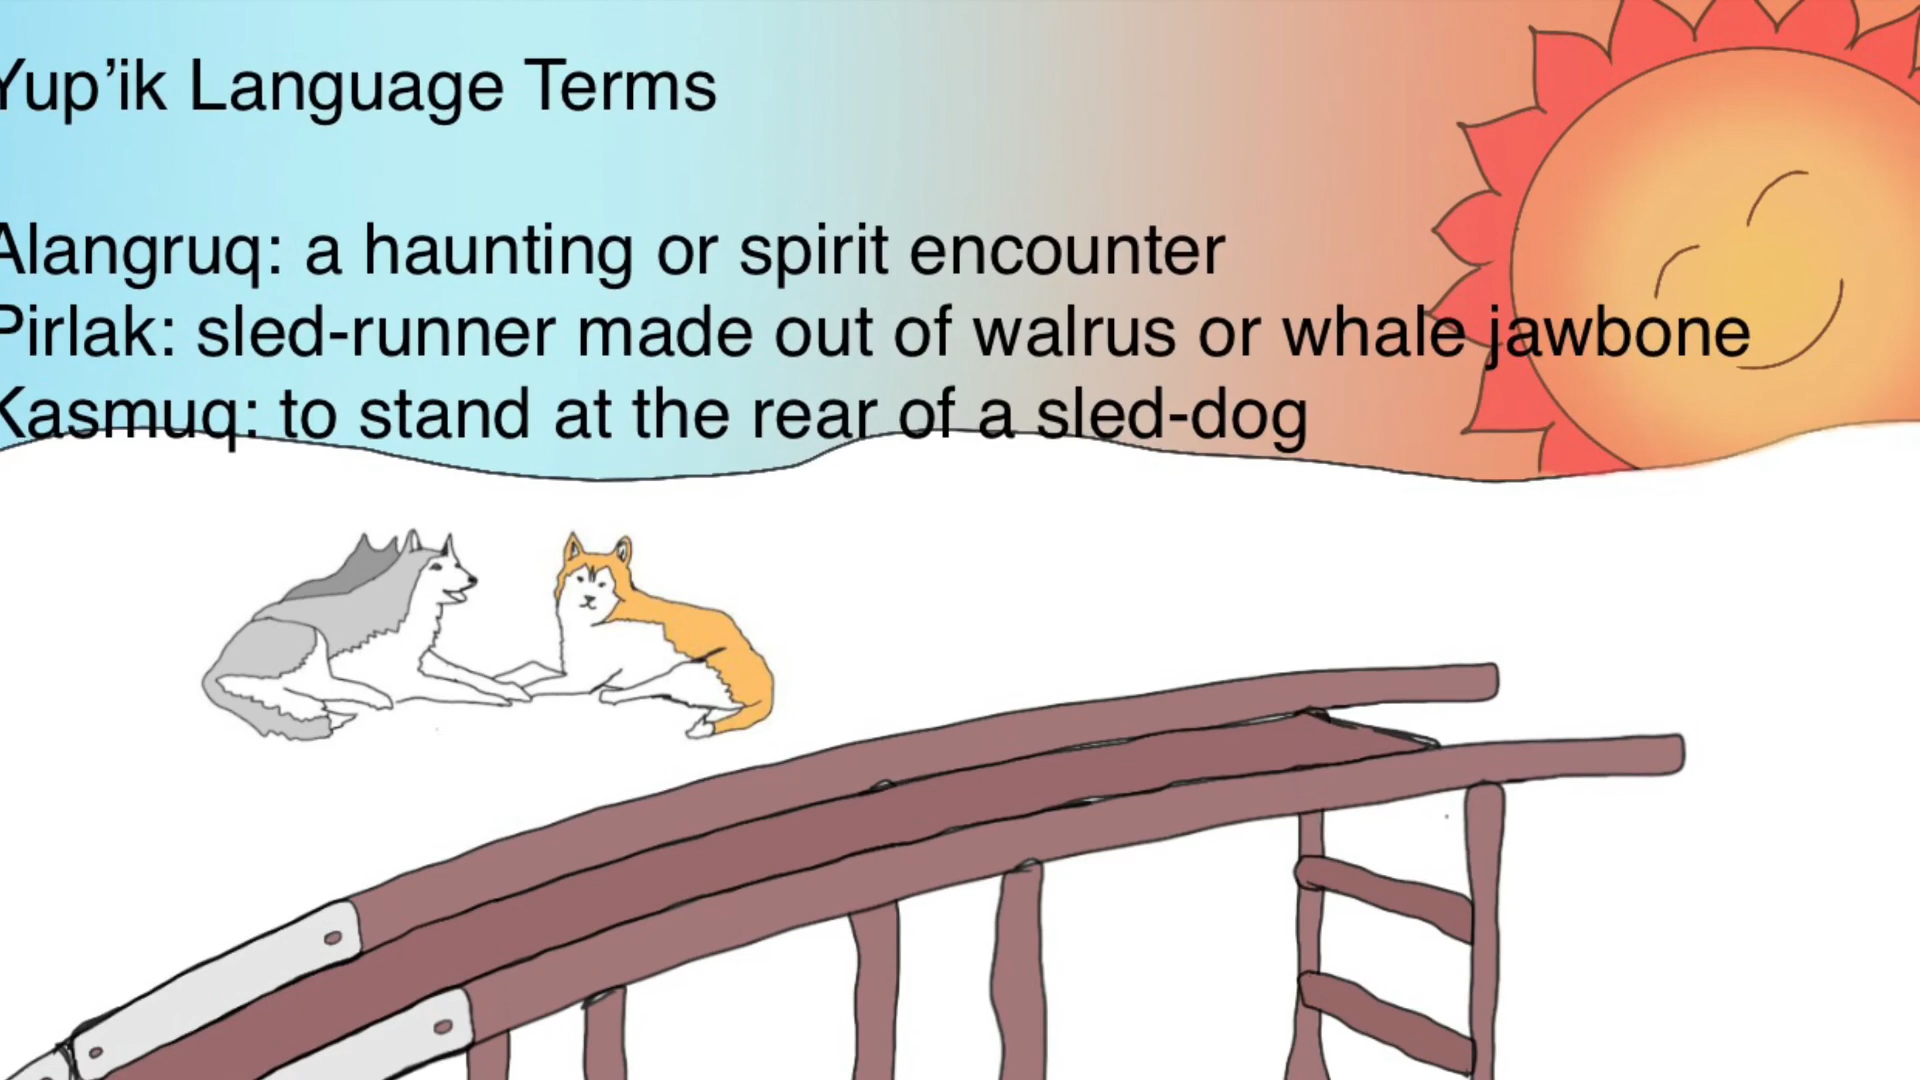 Yup’ik Language Terms
Alangruq: a haunting or spirit encounter
Pirlak: sled-runner made out of walrus or whale jawbone
Kasmuq: to stand at the rear of a sled-dog